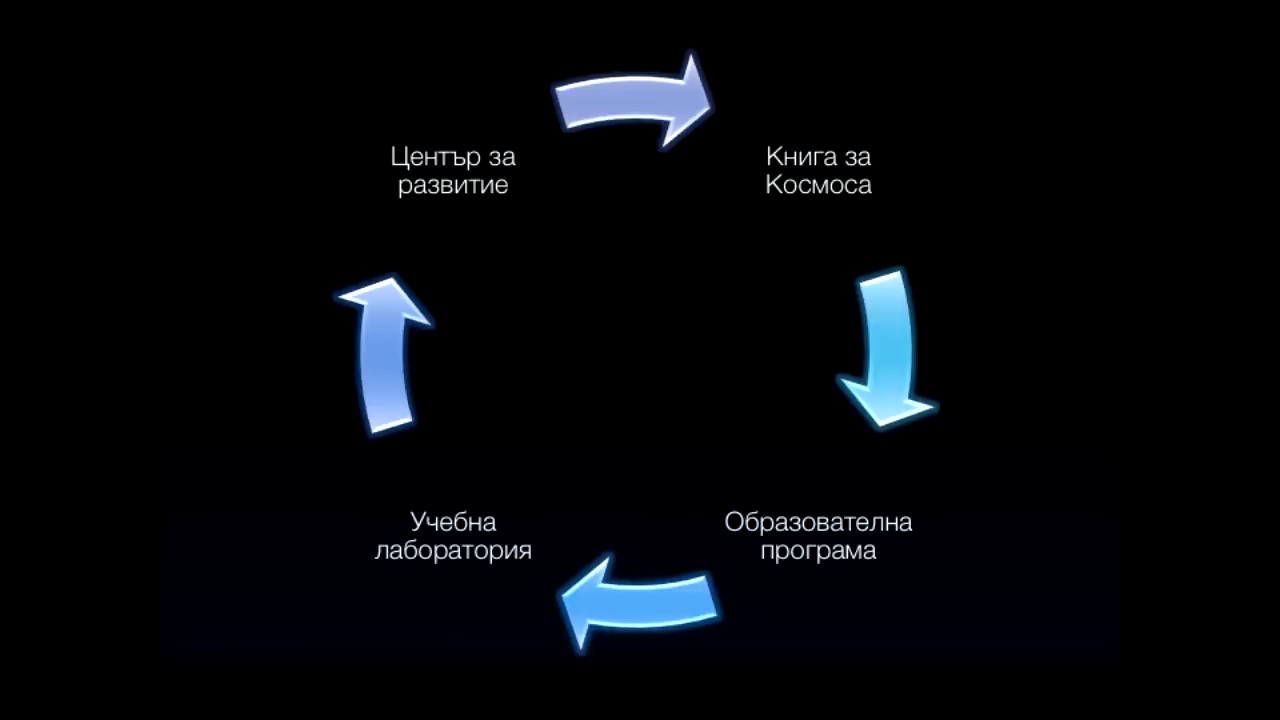 Център за
развитие
Книга за
Космоса
Учебна
лаборатория
Образователна
програма